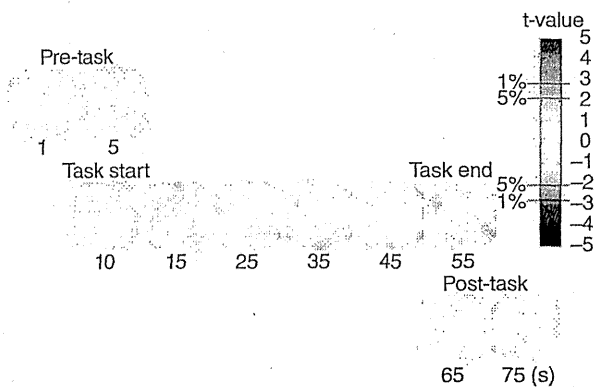 t-value
5
4
3
2
1
0
−1
−2
−3
−4
−5
1%
5%
5%
1%
Pre-task
1 5
Task start Task end
10 15 25 35 45 55
Post-task
65 75 (s)